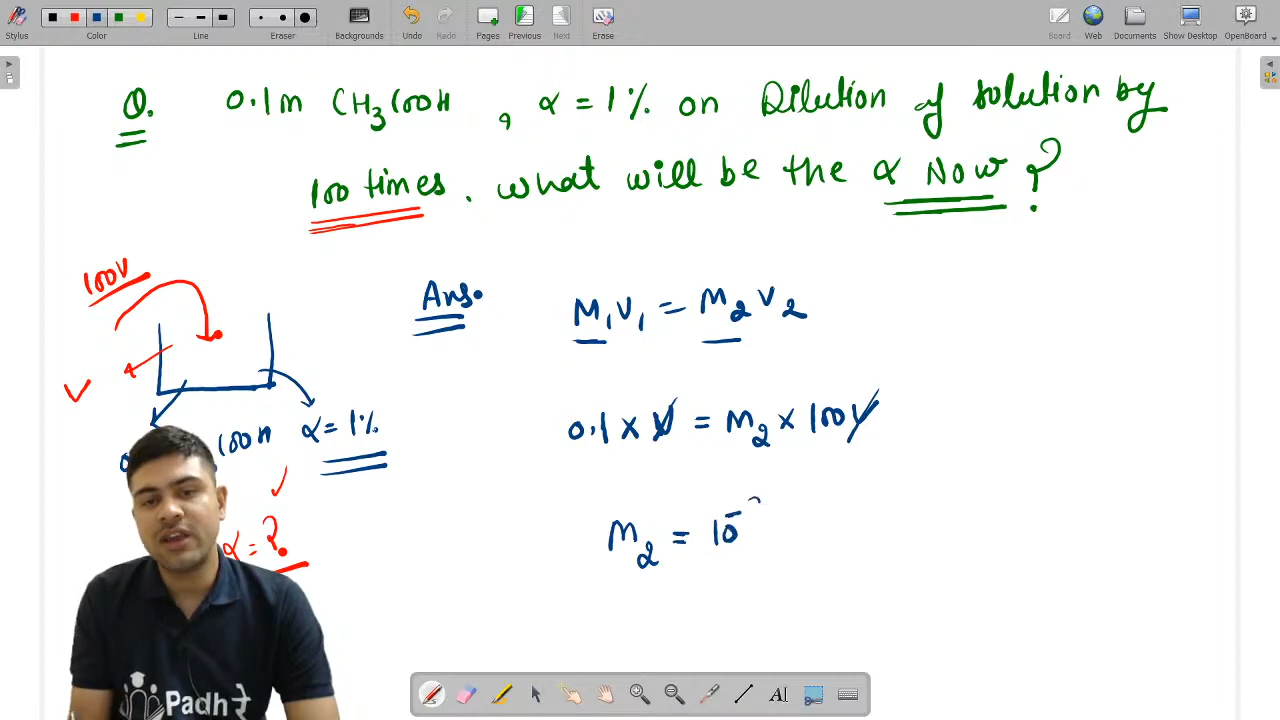 Stylus
Color
Line
Eraser
Backgrounds
Undo
Redo
Pages
Previous
Next
Erase
Board
Web
Documents
Show Desktop
OpenBoard
Q. 0.1m CH3COOH , α = 1% on Dilution of solution by
100 times. what will be the α Now ?
100V
V
Ans.
M1V1 = M2V2
α = 1%
0.1 × V = M2 × 100V
α = ?
M2 = 10-
Padhरे
AI